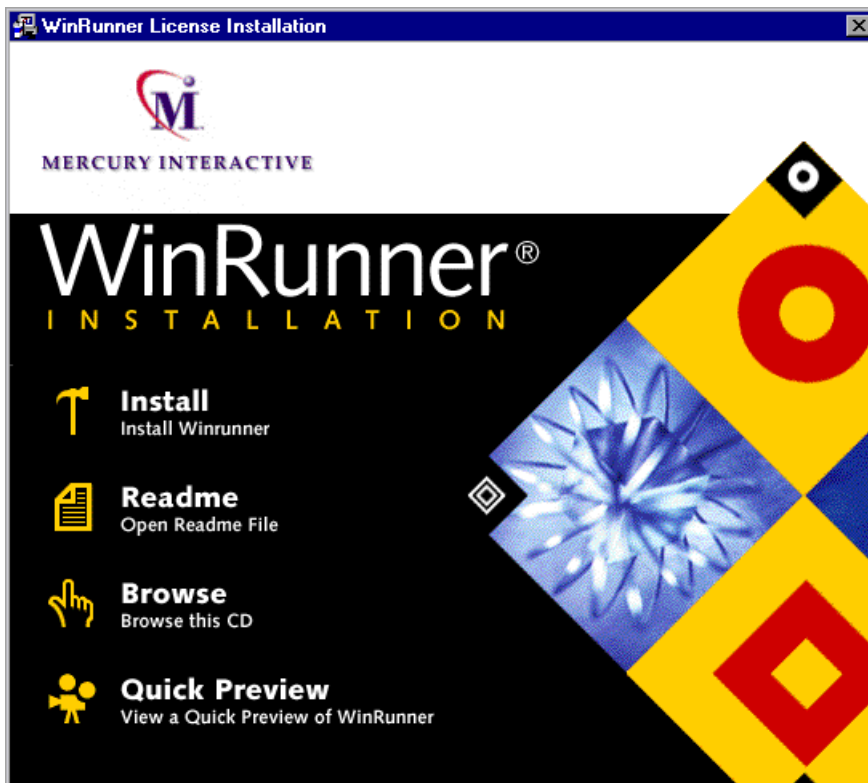 WinRunner License Installation
M
MERCURY INTERACTIVE
WinRunner®
INSTALLATION
Install
Install Winrunner
Readme
Open Readme File
Browse
Browse this CD
Quick Preview
View a Quick Preview of WinRunner